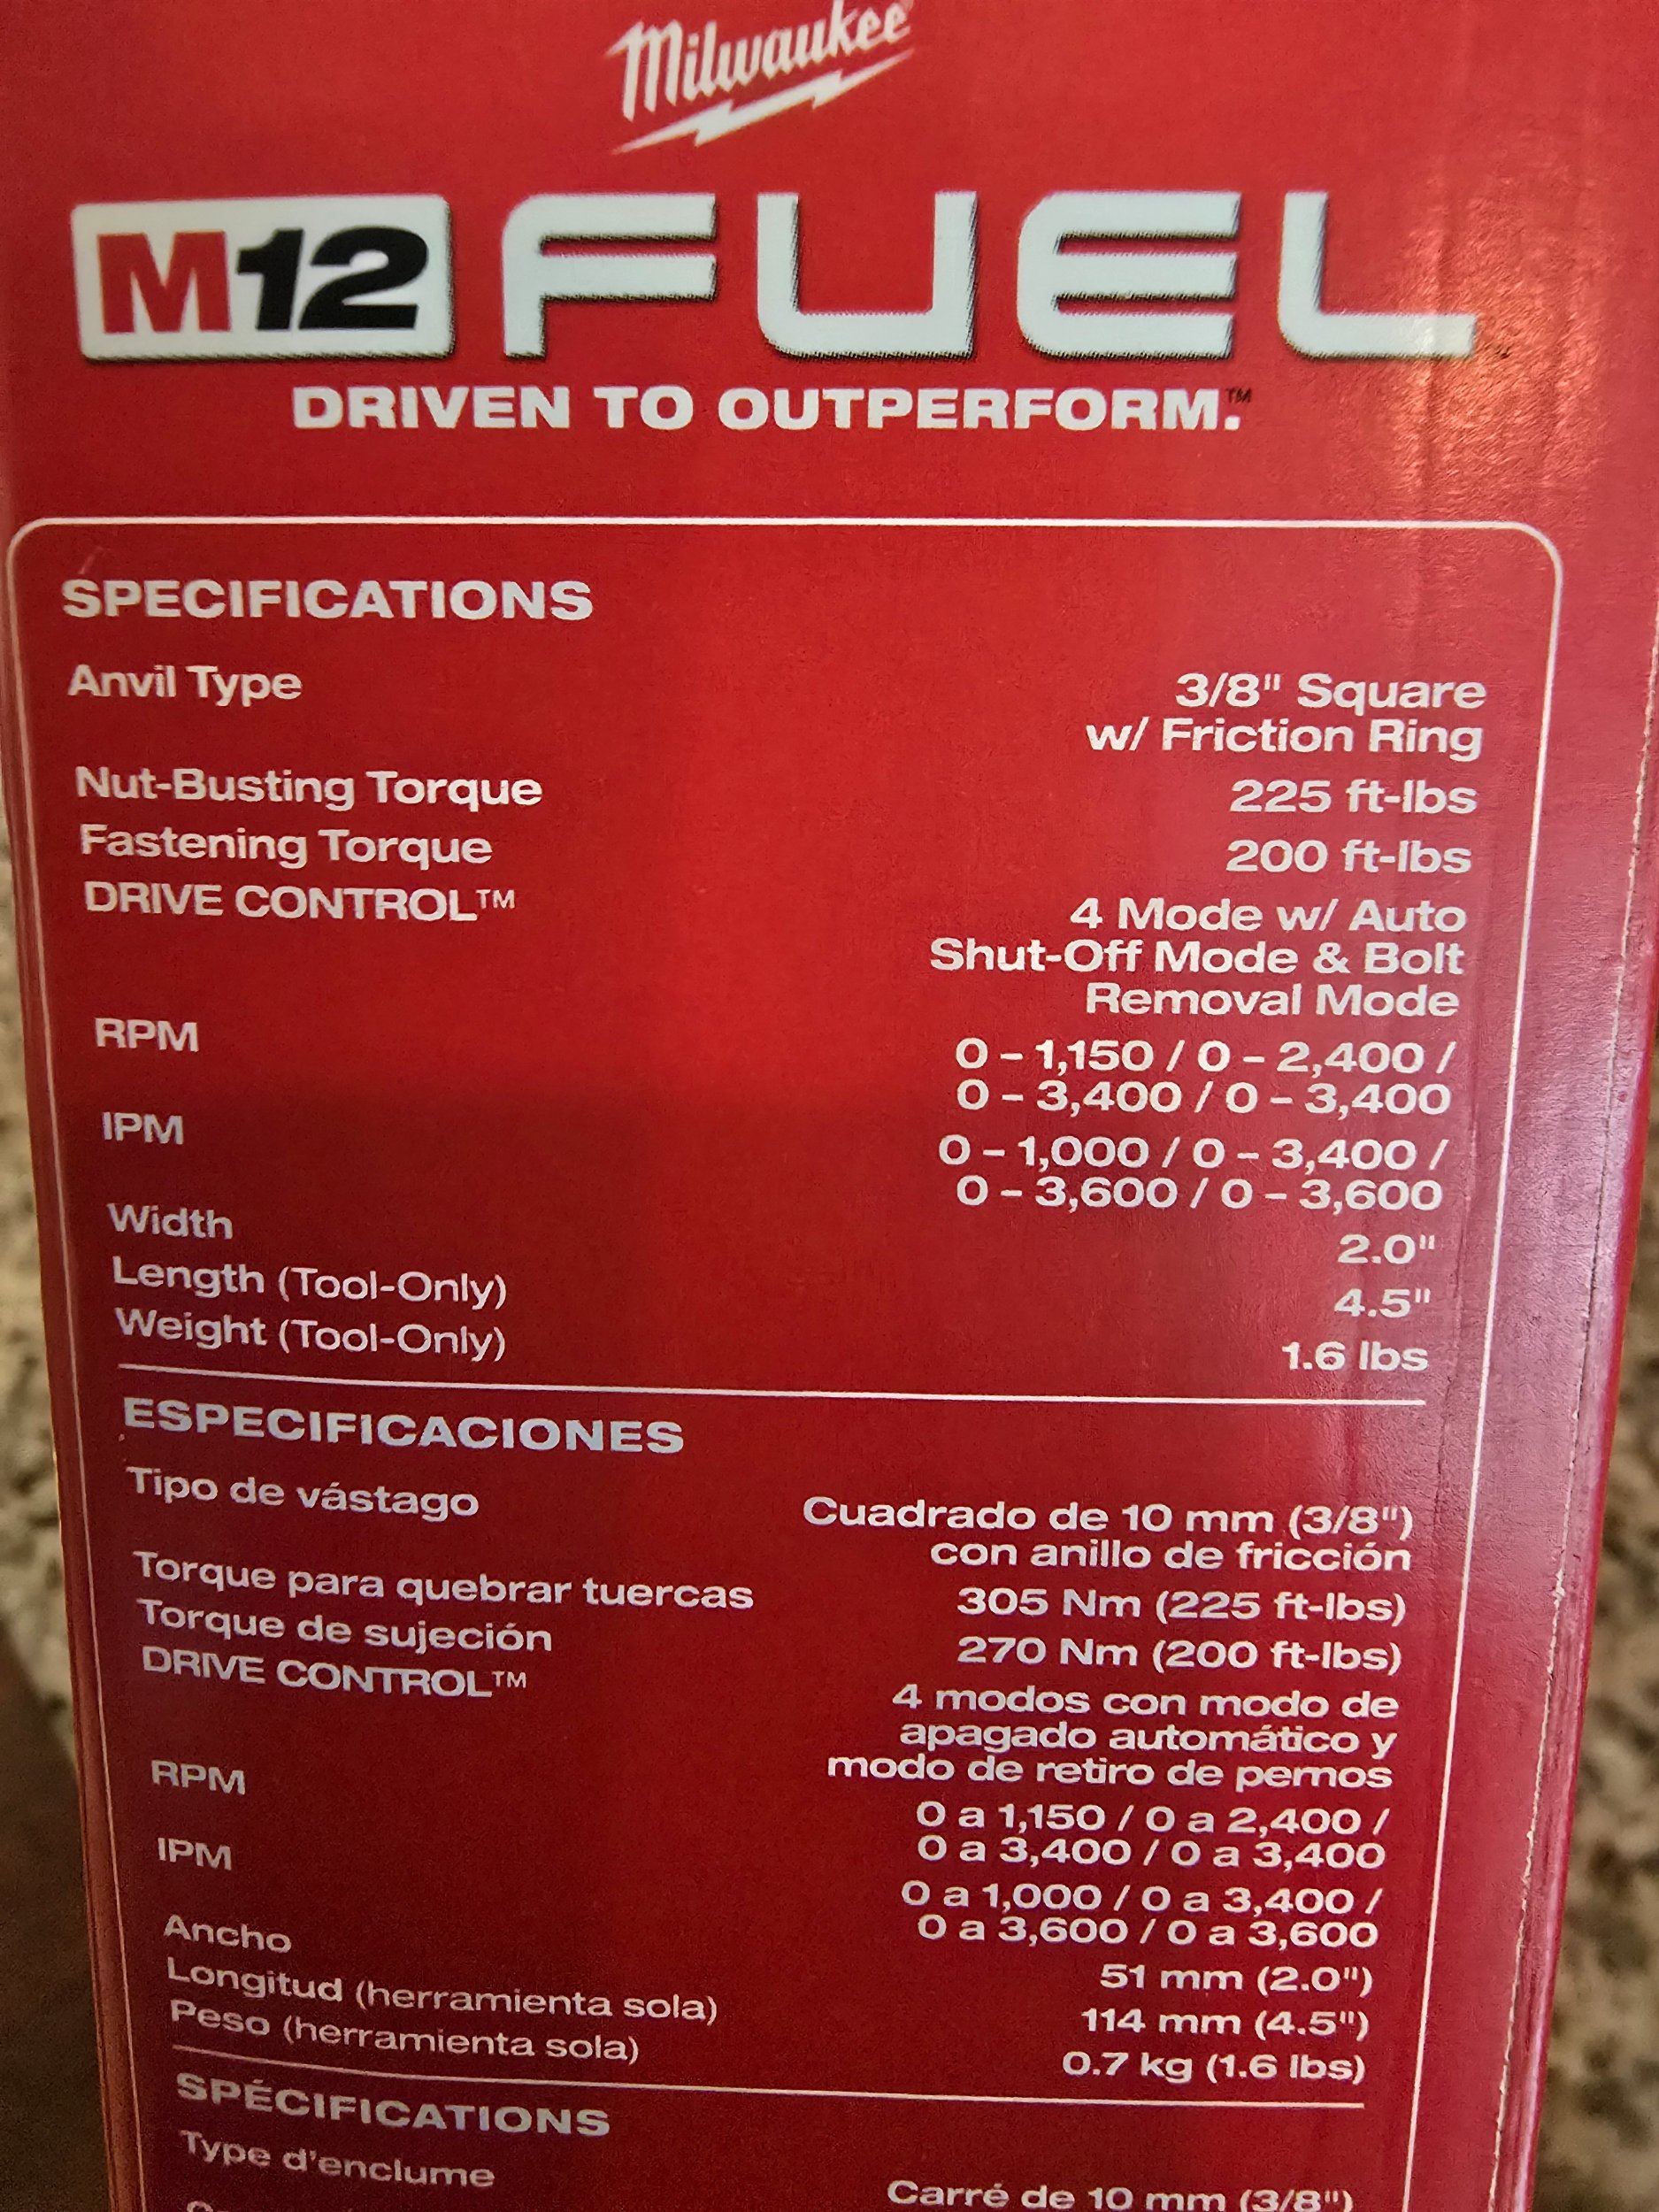 Milwaukee
M12 FUEL
DRIVEN TO OUTPERFORM.™
SPECIFICATIONS
Anvil Type 3/8" Square
w/ Friction Ring
Nut-Busting Torque 225 ft-lbs
Fastening Torque 200 ft-lbs
DRIVE CONTROL™ 4 Mode w/ Auto
Shut-Off Mode & Bolt
Removal Mode
RPM 0 – 1,150 / 0 – 2,400 /
0 – 3,400 / 0 – 3,400
IPM 0 – 1,000 / 0 – 3,400 /
0 – 3,600 / 0 – 3,600
Width 2.0"
Length (Tool-Only) 4.5"
Weight (Tool-Only) 1.6 lbs
ESPECIFICACIONES
Tipo de vástago Cuadrado de 10 mm (3/8")
con anillo de fricción
Torque para quebrar tuercas 305 Nm (225 ft-lbs)
Torque de sujeción 270 Nm (200 ft-lbs)
DRIVE CONTROL™ 4 modos con modo de
apagado automático y
modo de retiro de pernos
RPM 0 a 1,150 / 0 a 2,400 /
0 a 3,400 / 0 a 3,400
IPM 0 a 1,000 / 0 a 3,400 /
0 a 3,600 / 0 a 3,600
Ancho 51 mm (2.0")
Longitud (herramienta sola) 114 mm (4.5")
Peso (herramienta sola) 0.7 kg (1.6 lbs)
SPÉCIFICATIONS
Type d'enclume Carré de 10 mm (3/8")